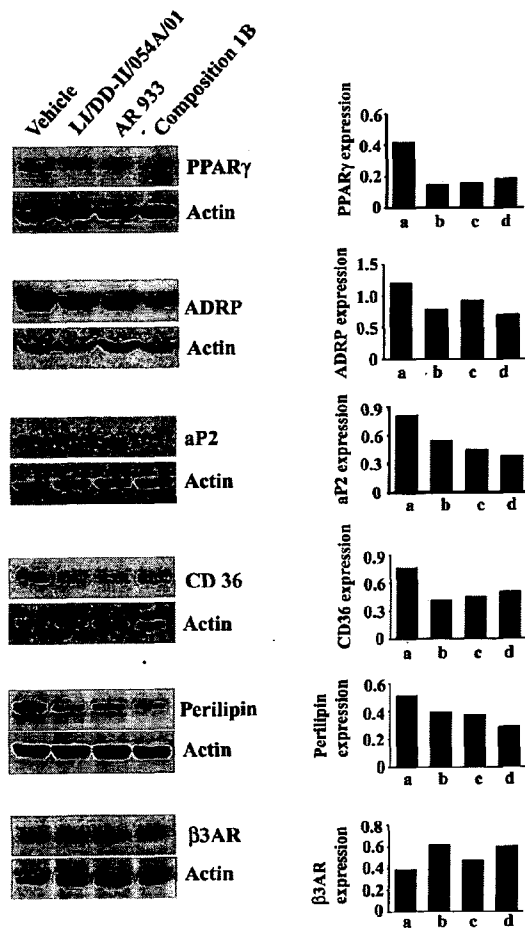 Vehicle
LI/DD-II/054A/01
AR 933
Composition 1B
PPARγ
Actin
PPARγ expression
0.6
0.4
0.2
0
a b c d
ADRP
Actin
ADRP expression
1.5
1.0
0.5
0
a b c d
aP2
Actin
aP2 expression
0.9
0.6
0.3
0
a b c d
CD 36
Actin
CD36 expression
0.9
0.6
0.3
0
a b c d
Perilipin
Actin
Perilipin
expression
0.6
0.4
0.2
0
a b c d
β3AR
Actin
β3AR
expression
0.8
0.6
0.4
0.2
0
a b c d